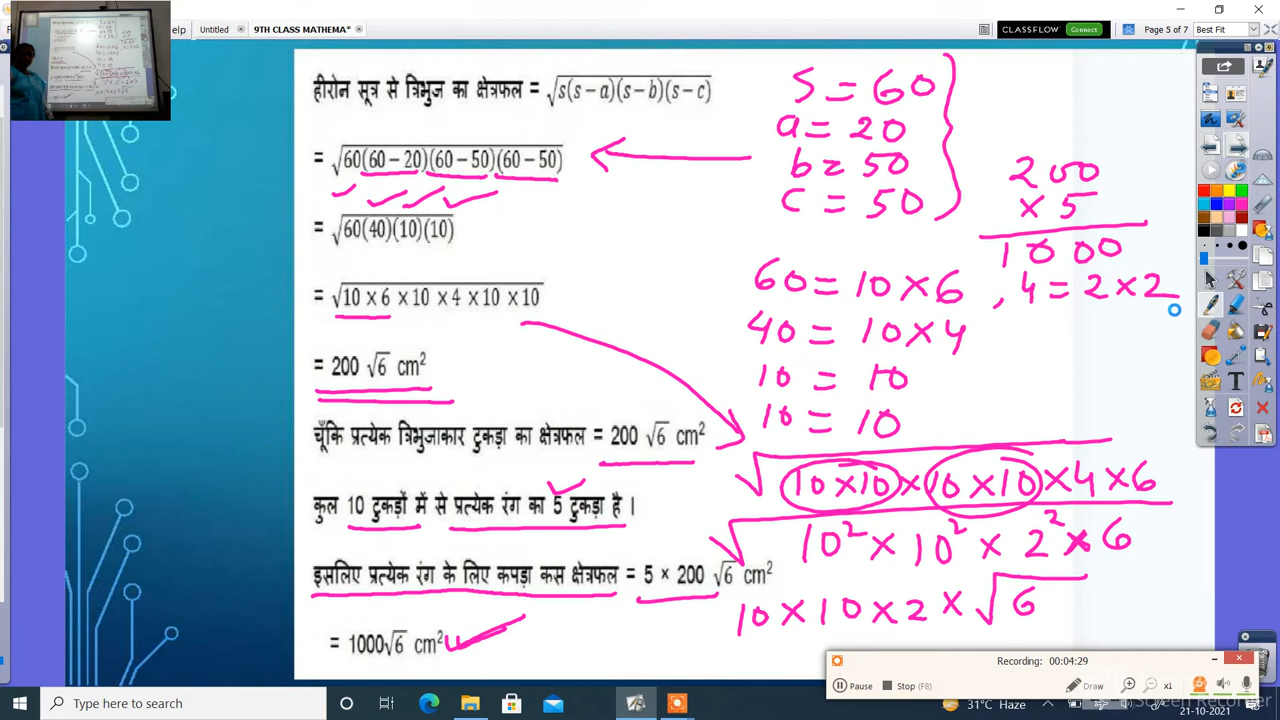 Help Untitled 9TH CLASS MATHEMA* CLASSFLOW Connect Page 5 of 7 Best Fit
हीरोन सूत्र से त्रिभुज का क्षेत्रफल = √s(s – a)(s – b)(s – c)
= √60(60 – 20)(60 – 50)(60 – 50)
= √60(40)(10)(10)
= √10 × 6 × 10 × 4 × 10 × 10
= 200 √6 cm²
चूँकि प्रत्येक त्रिभुजाकार टुकड़ा का क्षेत्रफल = 200 √6 cm²
कुल 10 टुकड़ों में से प्रत्येक रंग का 5 टुकड़ा है ।
इसलिए प्रत्येक रंग के लिए कपड़ा कस क्षेत्रफल = 5 × 200 √6 cm²
= 1000√6 cm²
S = 60
a = 20
b = 50
c = 50
200
× 5
1000
60 = 10 × 6 , 4 = 2 × 2
40 = 10 × 4
10 = 10
10 = 10
√10 × 10 × 10 × 10 × 4 × 6
√10² × 10² × 2² × 6
10 × 10 × 2 × √6
Recording: 00:04:29
Pause Stop (F8) Draw x1
Type here to search
31°C Haze
21-10-2021